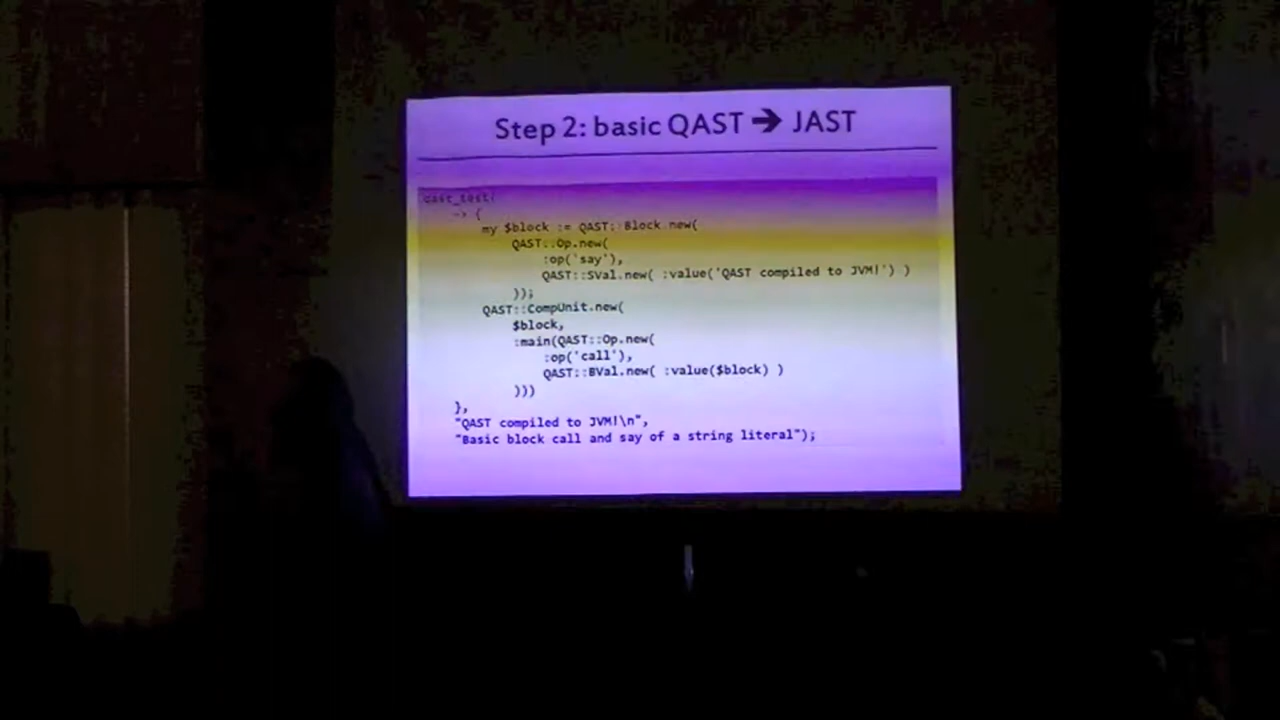 Step 2: basic QAST ➔ JAST
qast_test(
-> {
my $block := QAST::Block.new(
QAST::Op.new(
:op('say'),
QAST::SVal.new( :value('QAST compiled to JVM!') )
));
QAST::CompUnit.new(
$block,
:main(QAST::Op.new(
:op('call'),
QAST::BVal.new( :value($block) )
)))
},
"QAST compiled to JVM!\n",
"Basic block call and say of a string literal");